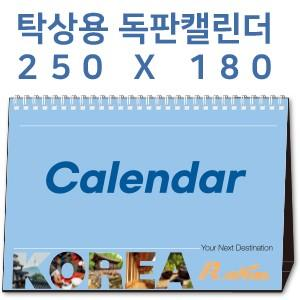 탁상용 독판캘린더
250 X 180
Calendar
Your Next Destination
KOREA